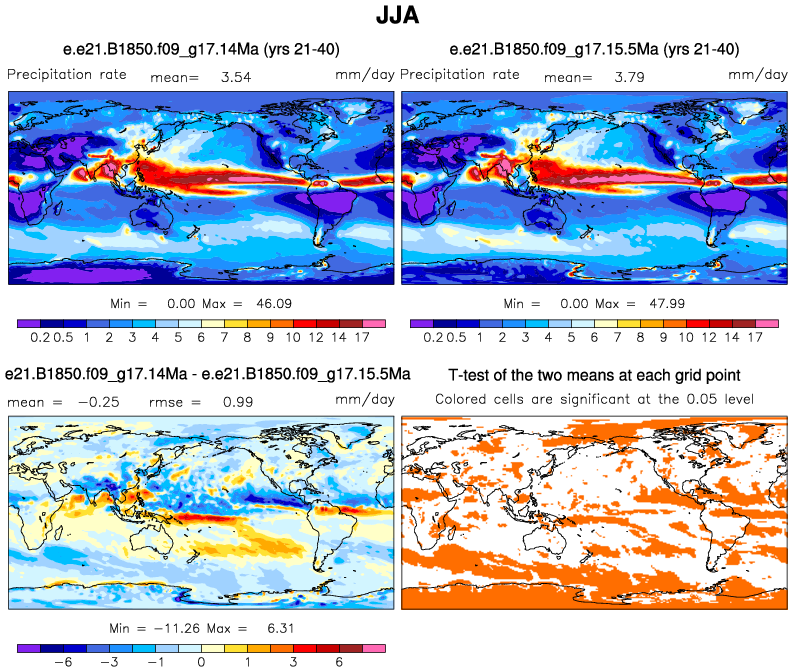 JJA
e.e21.B1850.f09_g17.14Ma (yrs 21-40)
Precipitation rate mean= 3.54 mm/day
Min = 0.00 Max = 46.09
0.2 0.5 1 2 3 4 5 6 7 8 9 10 12 14 17
e.e21.B1850.f09_g17.15.5Ma (yrs 21-40)
Precipitation rate mean= 3.79 mm/day
Min = 0.00 Max = 47.99
0.2 0.5 1 2 3 4 5 6 7 8 9 10 12 14 17
e21.B1850.f09_g17.14Ma - e.e21.B1850.f09_g17.15.5Ma
mean = -0.25 rmse = 0.99 mm/day
Min = -11.26 Max = 6.31
-6 -3 -1 0 1 3 6
T-test of the two means at each grid point
Colored cells are significant at the 0.05 level